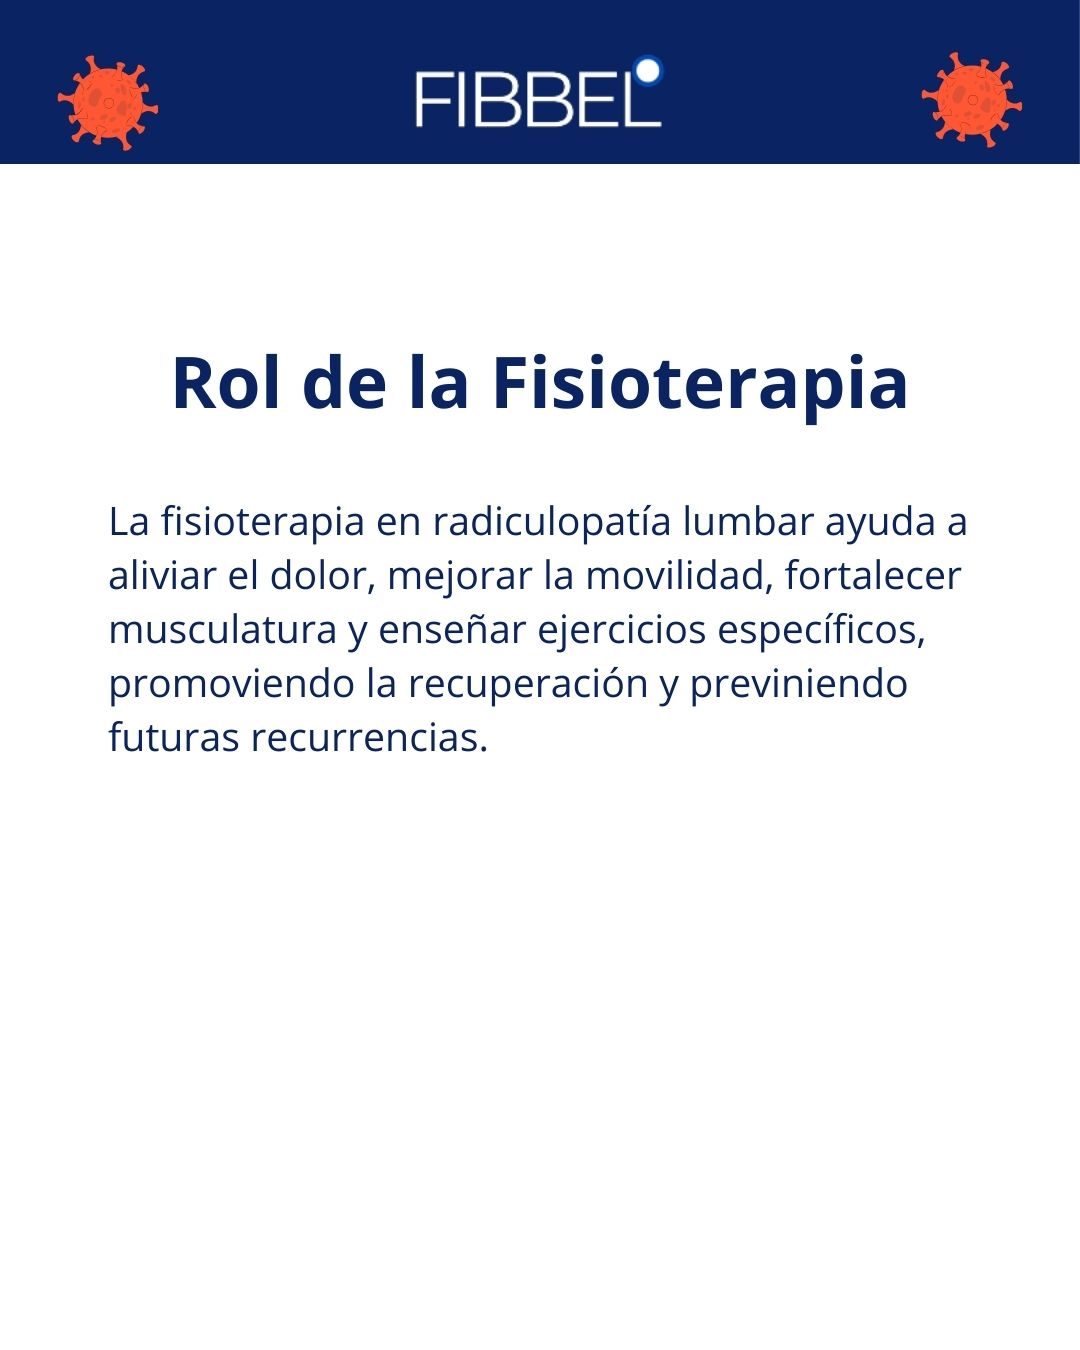 FIBBEL
Rol de la Fisioterapia
La fisioterapia en radiculopatía lumbar ayuda a
aliviar el dolor, mejorar la movilidad, fortalecer
musculatura y enseñar ejercicios específicos,
promoviendo la recuperación y previniendo
futuras recurrencias.